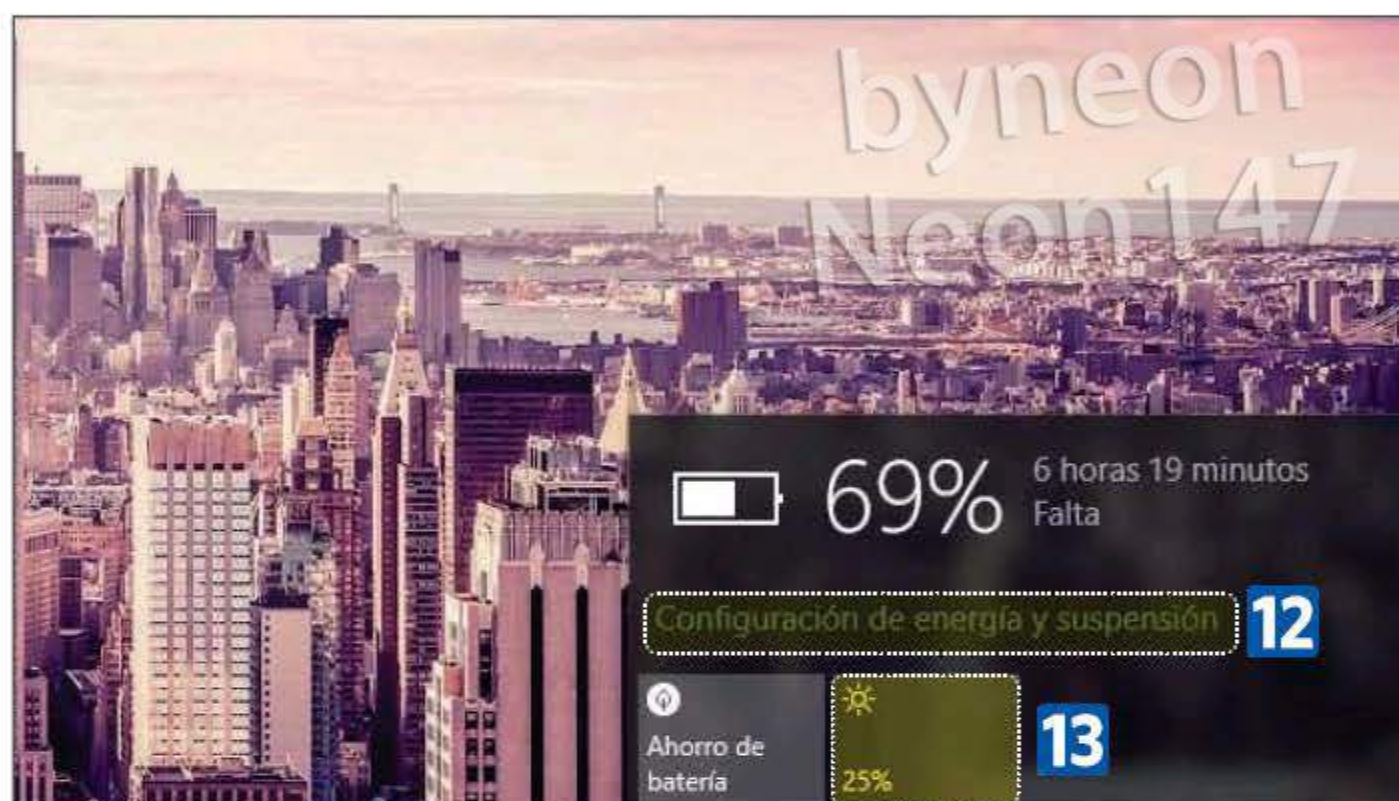 byneon
Neon147
69%
6 horas 19 minutos
Falta
Configuración de energía y suspensión
12
Ahorro de
batería
25%
13